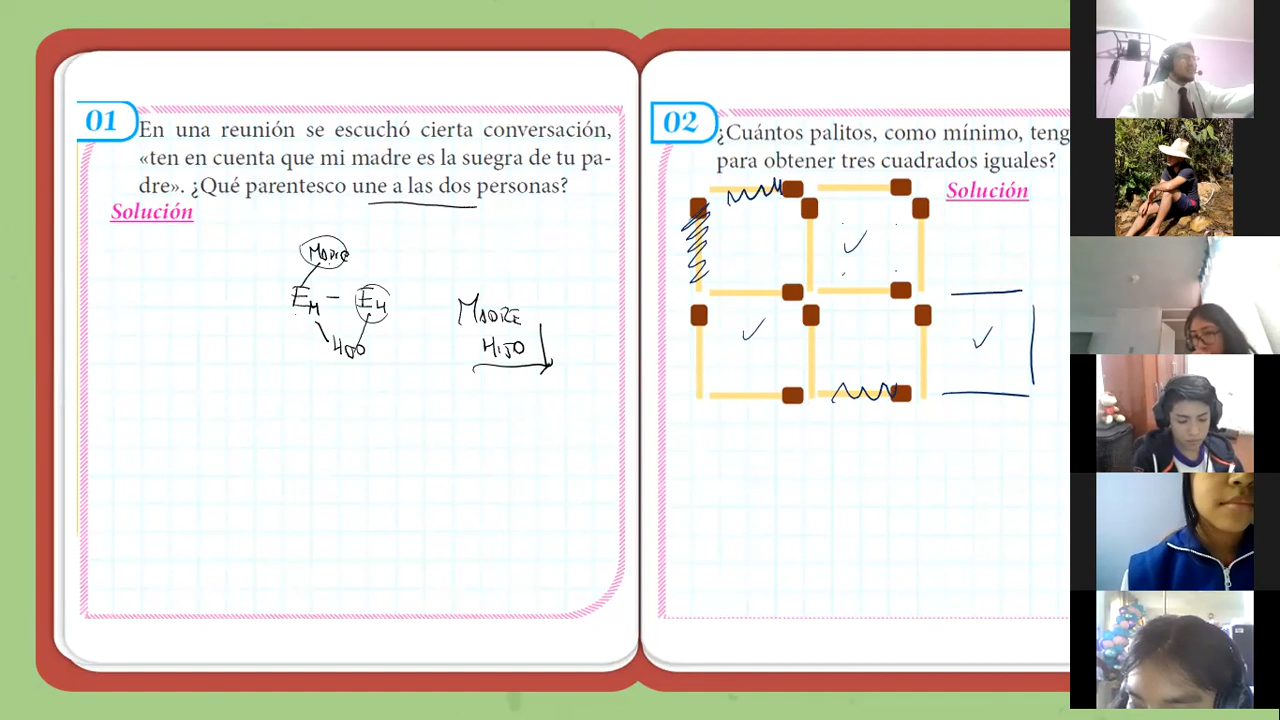 01
En una reunión se escuchó cierta conversación,
«ten en cuenta que mi madre es la suegra de tu pa-
dre». ¿Qué parentesco une a las dos personas?
Solución
MADRE
EM - EM
HIJO
MADRE
HIJO
02
¿Cuántos palitos, como mínimo, teng
para obtener tres cuadrados iguales?
Solución